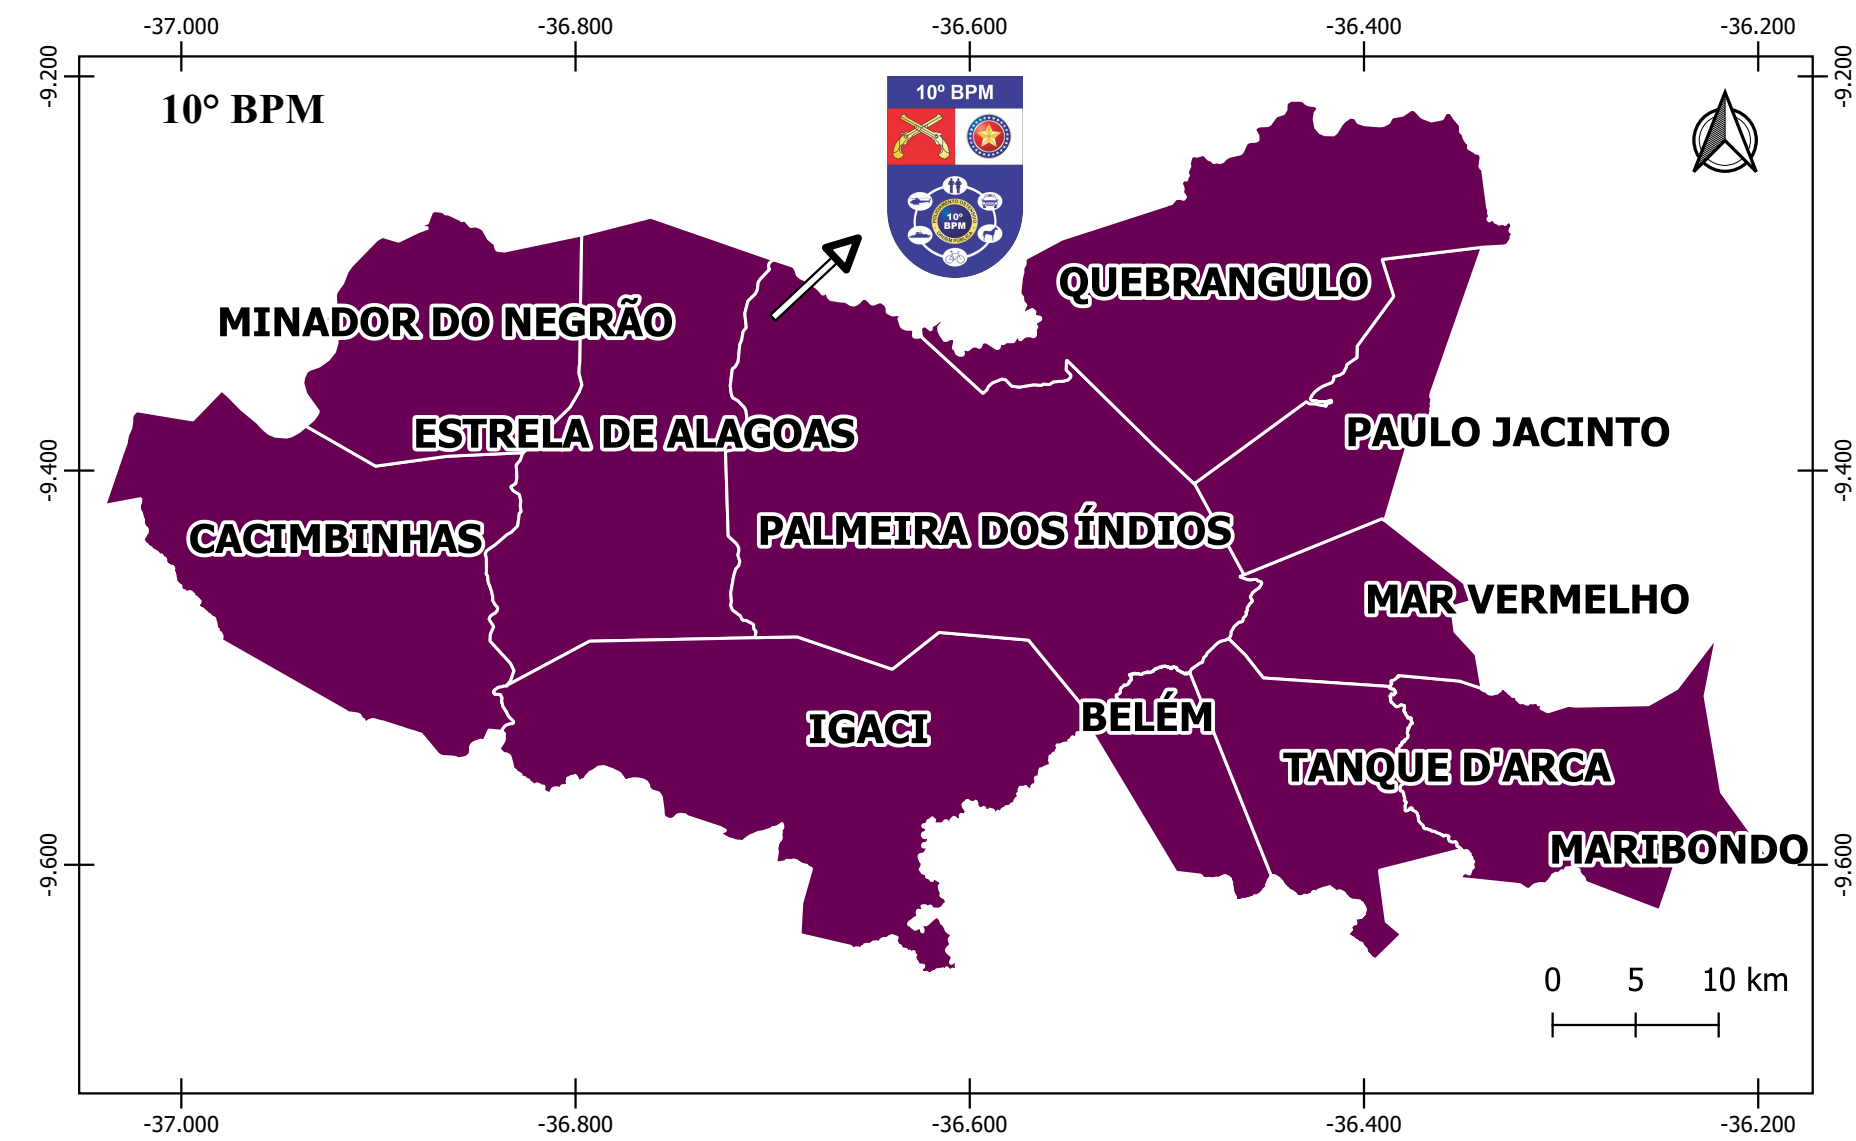 -37.000 -36.800 -36.600 -36.400 -36.200
-9.200 -9.200
10° BPM
10º BPM
10º
BPM
QUEBRANGULO
MINADOR DO NEGRÃO
ESTRELA DE ALAGOAS
PAULO JACINTO
-9.400 -9.400
CACIMBINHAS
PALMEIRA DOS ÍNDIOS
MAR VERMELHO
IGACI
BELÉM
TANQUE D'ARCA
MARIBONDO
-9.600 -9.600
0 5 10 km
-37.000 -36.800 -36.600 -36.400 -36.200